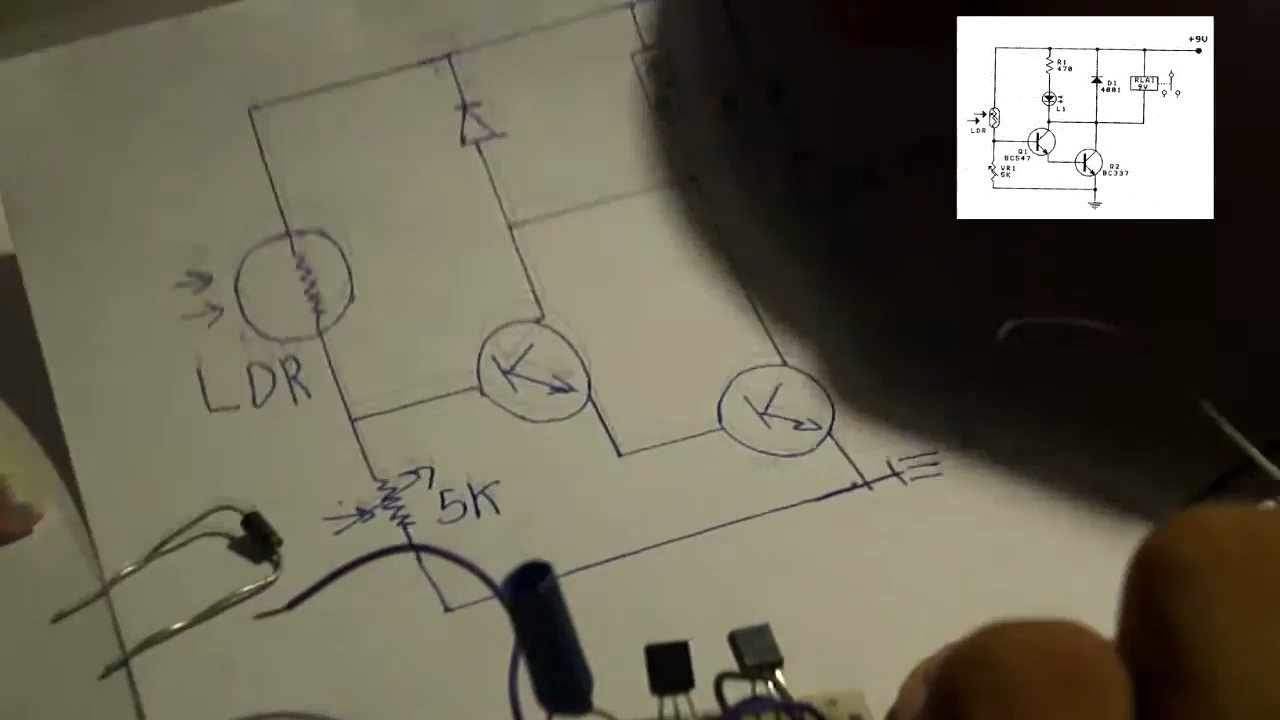 LDR
5K
+9V
R1
470
D1
4001
RLA1
9V
L1
LDR
Q1
BC547
VR1
5K
Q2
BC337